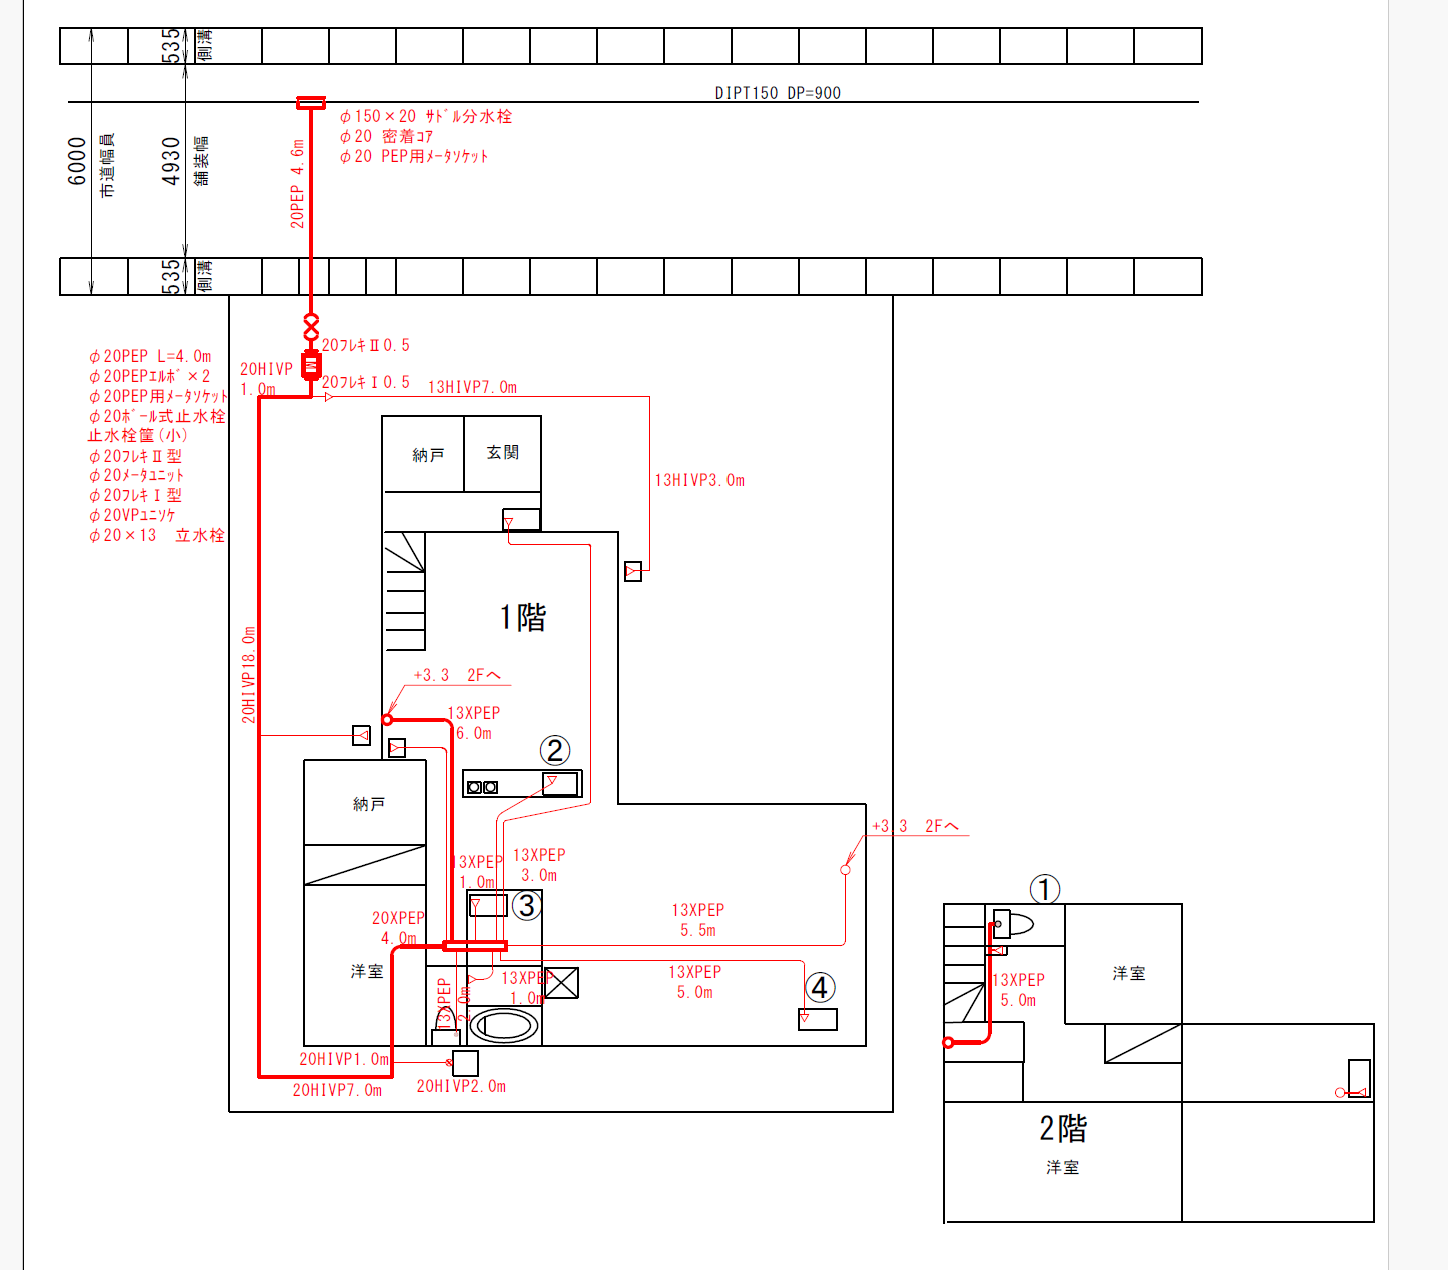 535
側溝
DIPT150 DP=900
φ150×20 ｻﾄﾞﾙ分水栓
φ20 密着ｺｱ
φ20 PEP用ﾒｰﾀｿｹｯﾄ
6000
市道幅員
4930
舗装幅
20PEP 4.6m
535
側溝
20ﾌﾚｷⅡ0.5
φ20PEP L=4.0m
φ20PEPｴﾙﾎﾞ×2
φ20PEP用ﾒｰﾀｿｹｯﾄ
φ20ﾎﾞｰﾙ式止水栓
止水栓筐(小)
φ20ﾌﾚｷⅡ型
φ20ﾒｰﾀﾕﾆｯﾄ
φ20ﾌﾚｷⅠ型
φ20VPﾕﾆｿｹ
φ20×13　立水栓
20HIVP
1.0m
M
20ﾌﾚｷⅠ0.5
13HIVP7.0m
納戸
玄関
13HIVP3.0m
1階
20HIVP18.0m
+3.3　2Fへ
13XPEP
6.0m
②
納戸
+3.3　2Fへ
13XPEP
1.0m
13XPEP
3.0m
③
20XPEP
4.0m
13XPEP
5.5m
①
洋室
13XPEP
2.0m
13XPEP
1.0m
13XPEP
5.0m
④
洋室
13XPEP
5.0m
20HIVP1.0m
20HIVP7.0m
20HIVP2.0m
2階
洋室